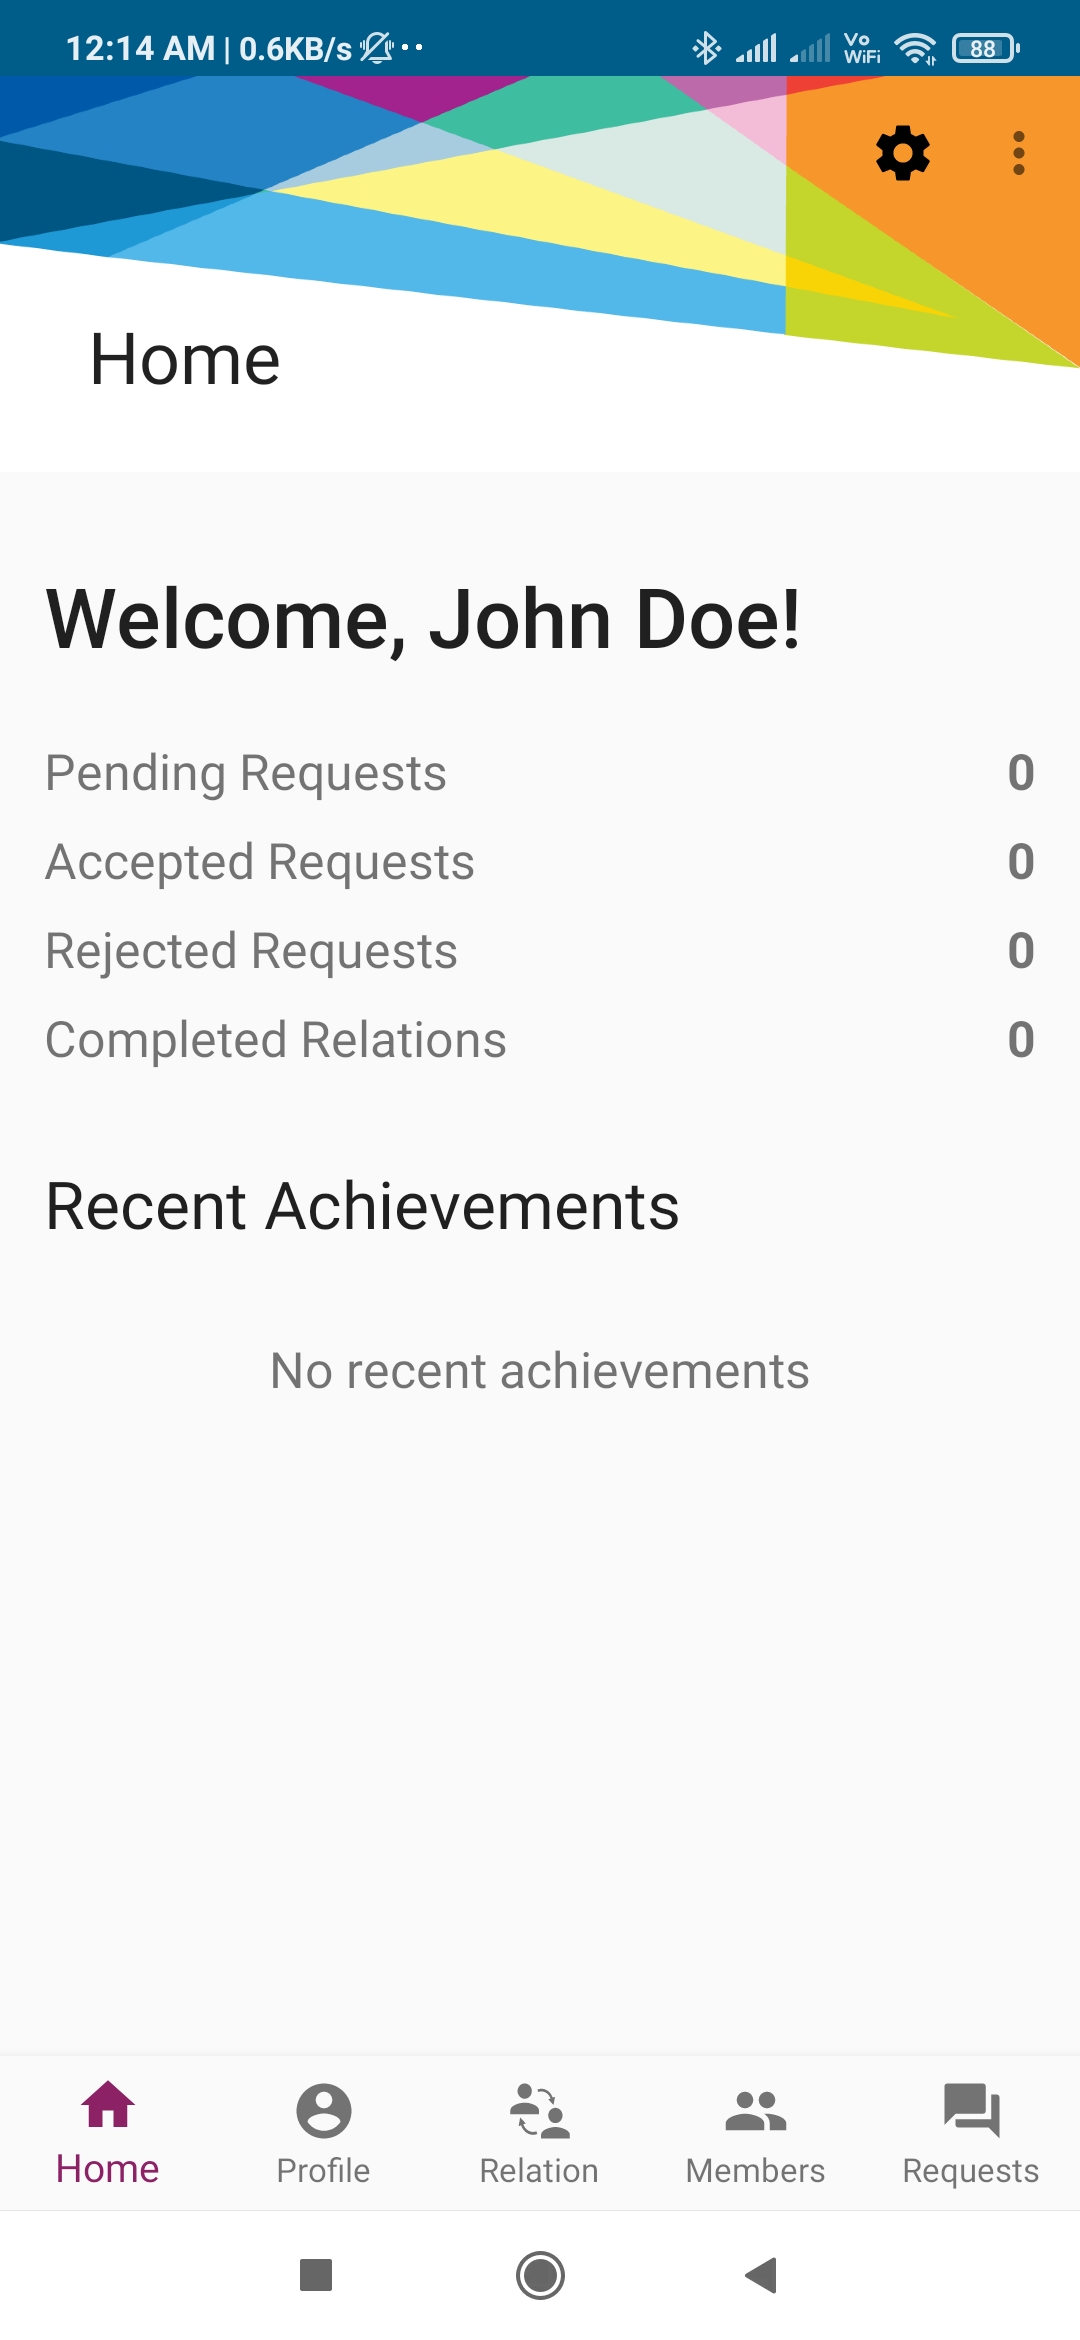 12:14 AM | 0.6KB/s
Vo WiFi
88
Home
Welcome, John Doe!
Pending Requests 0
Accepted Requests 0
Rejected Requests 0
Completed Relations 0
Recent Achievements
No recent achievements
Home Profile Relation Members Requests